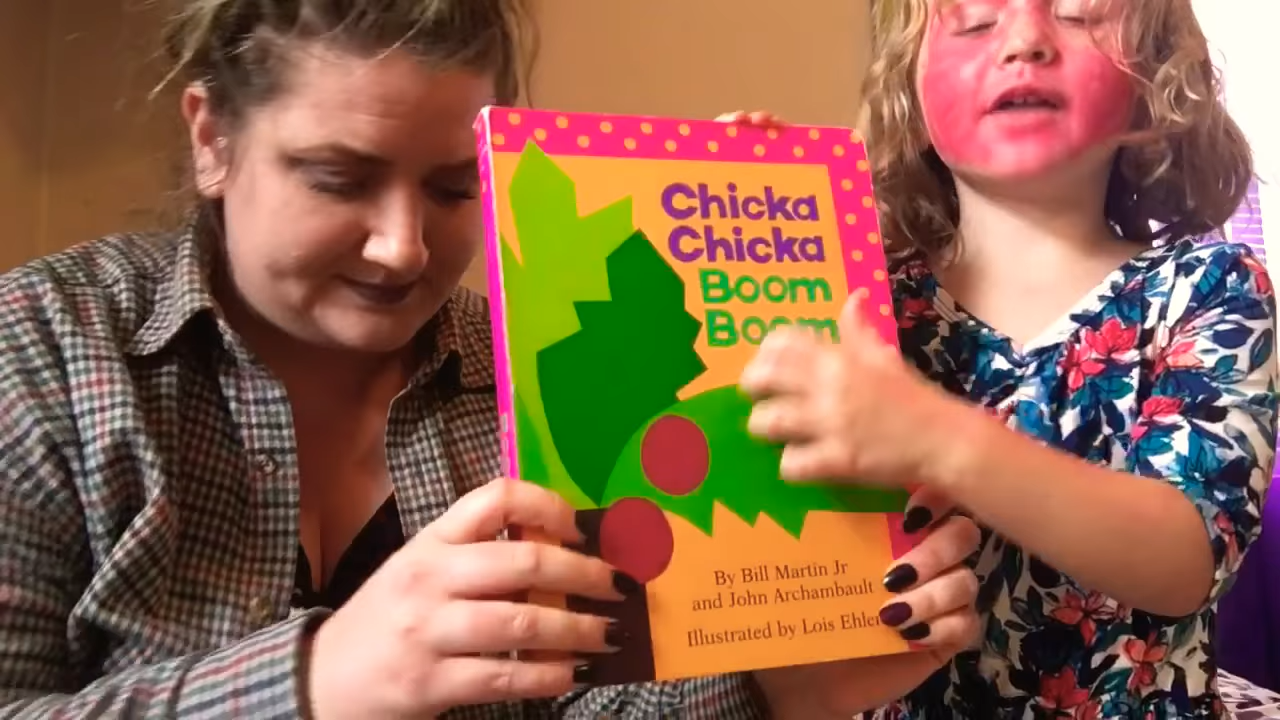 Chicka
Chicka
Boom
Boom
By Bill Martin Jr
and John Archambault
Illustrated by Lois